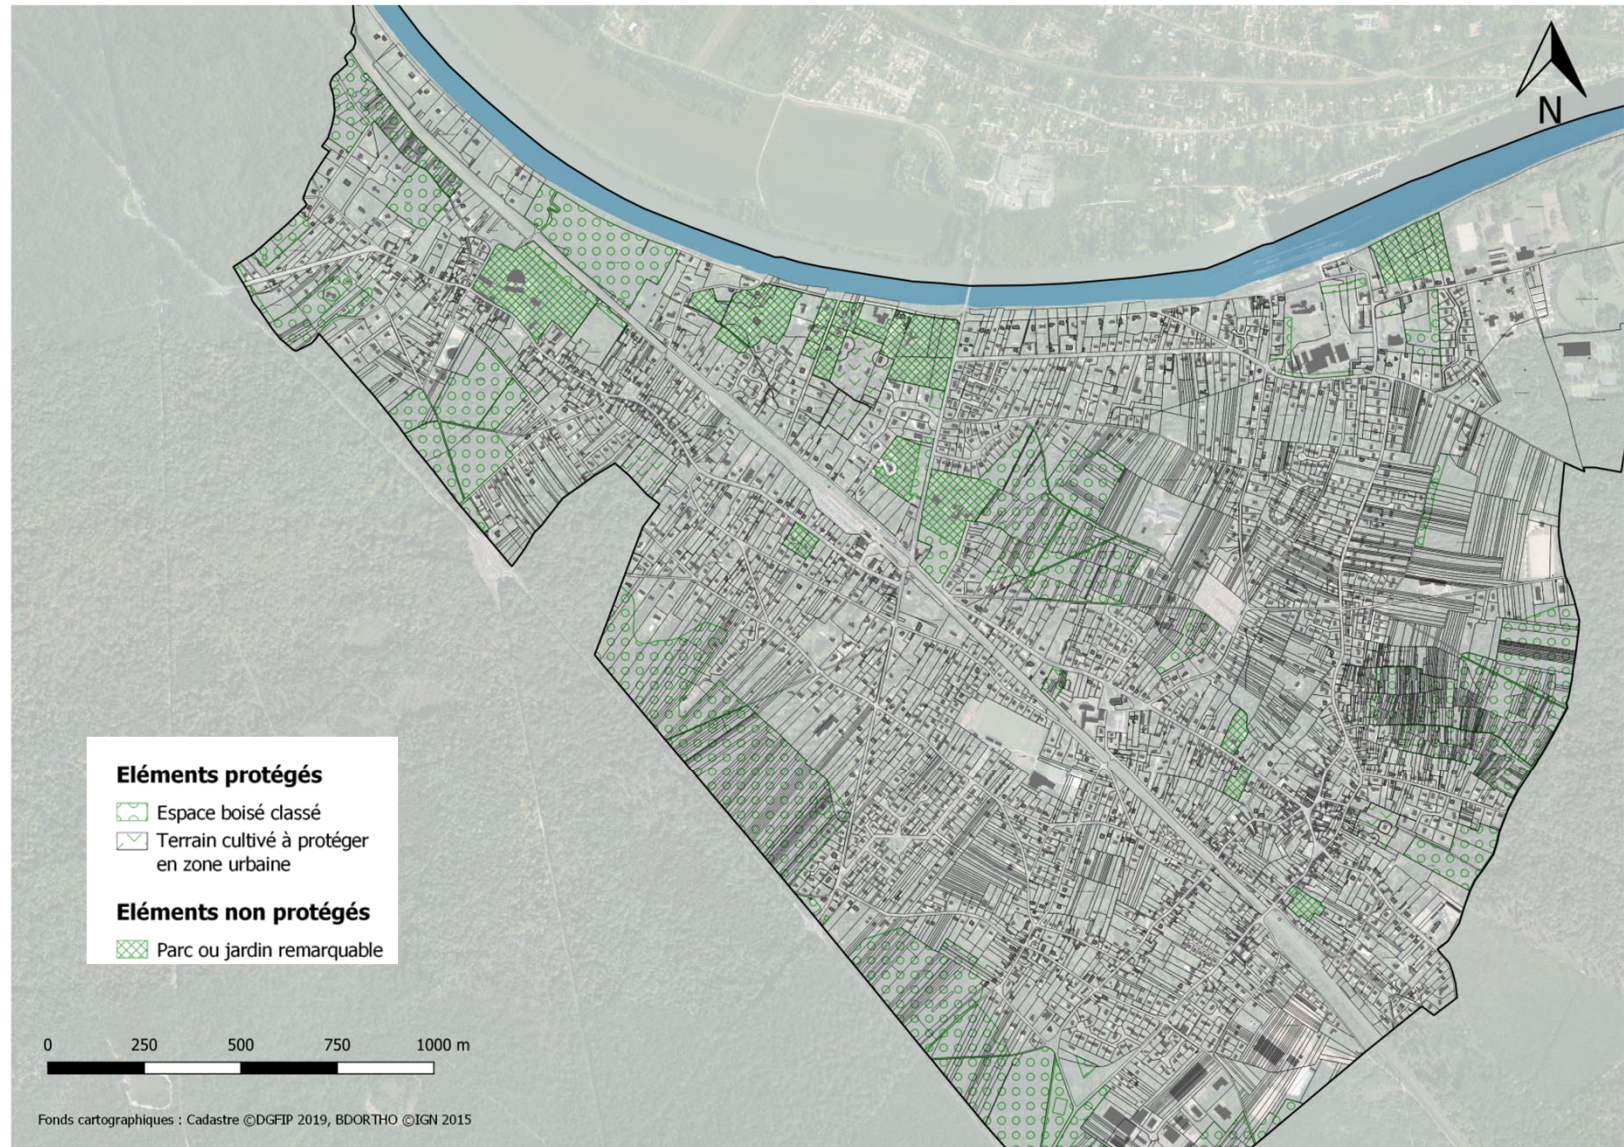 N
Eléments protégés
Espace boisé classé
Terrain cultivé à protéger
en zone urbaine
Eléments non protégés
Parc ou jardin remarquable
0 250 500 750 1000 m
Fonds cartographiques : Cadastre ©DGFIP 2019, BDORTHO ©IGN 2015